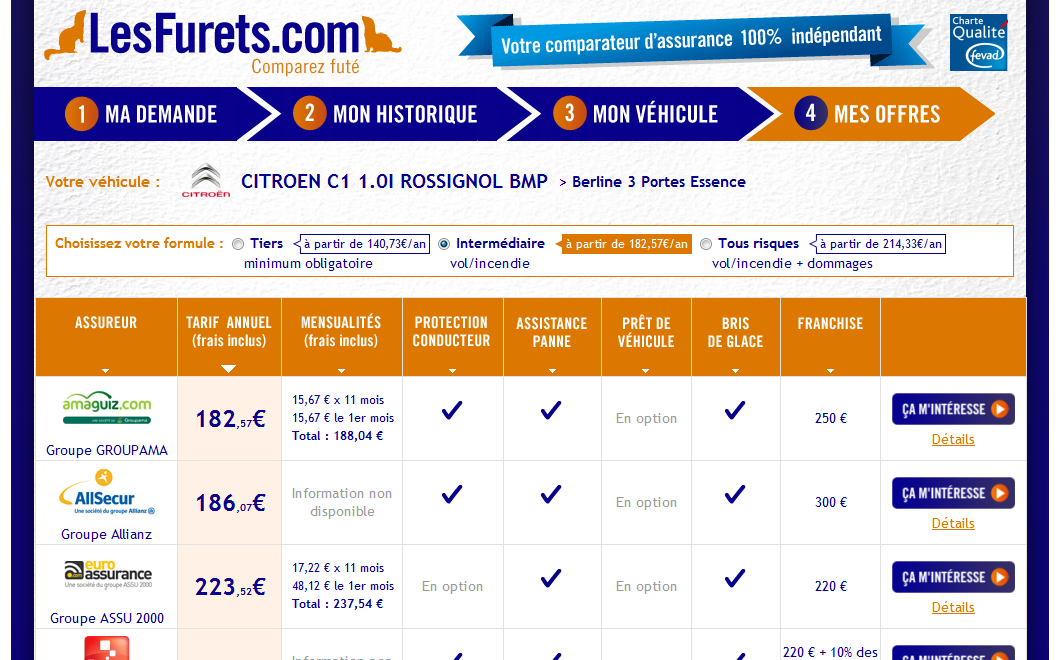 LesFurets.com
Comparez futé
Votre comparateur d'assurance 100% indépendant
Charte
Qualité
fevad
1 MA DEMANDE
2 MON HISTORIQUE
3 MON VÉHICULE
4 MES OFFRES
Votre véhicule :
CITROËN
CITROEN C1 1.0I ROSSIGNOL BMP > Berline 3 Portes Essence
Choisissez votre formule : Tiers à partir de 140,73€/an Intermédiaire à partir de 182,57€/an Tous risques à partir de 214,33€/an
minimum obligatoire vol/incendie vol/incendie + dommages
ASSUREUR
TARIF ANNUEL
(frais inclus)
MENSUALITÉS
(frais inclus)
PROTECTION
CONDUCTEUR
ASSISTANCE
PANNE
PRÊT DE
VÉHICULE
BRIS
DE GLACE
FRANCHISE
amaguiz.com
Groupama
Groupe GROUPAMA
182,57€
15,67 € x 11 mois
15,67 € le 1er mois
Total : 188,04 €
En option
250 €
ÇA M'INTÉRESSE
Détails
AllSecur
Une société du groupe Allianz
Groupe Allianz
186,07€
Information non
disponible
En option
300 €
ÇA M'INTÉRESSE
Détails
euro
assurance
Une société du groupe ASSU 2000
Groupe ASSU 2000
223,52€
17,22 € x 11 mois
48,12 € le 1er mois
Total : 237,54 €
En option
En option
220 €
ÇA M'INTÉRESSE
Détails
Information non
220 € + 10% des
ÇA M'INTÉRESSE